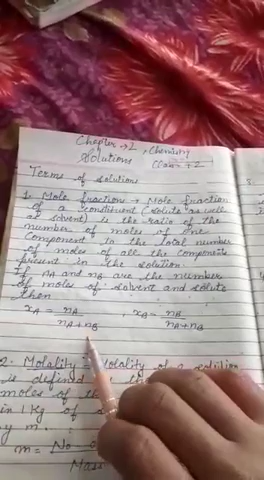 Chapter → 2, Chemistry
Solutions Class → +2
Terms of solutions
1. Mole fractions → Mole fraction
of a constituent (solute as well
as solvent) is the ratio of the
number of moles of one
component to the total number
of moles of all the components
present in the solution.
If nA and nB are the number
of moles of solvent and solute
then
xA = nA / nA+nB , xB = nB / nA+nB
2. Molality → Molality of a solution
is defined
moles of the
in 1 Kg of
by m.
m = No. o
Mass